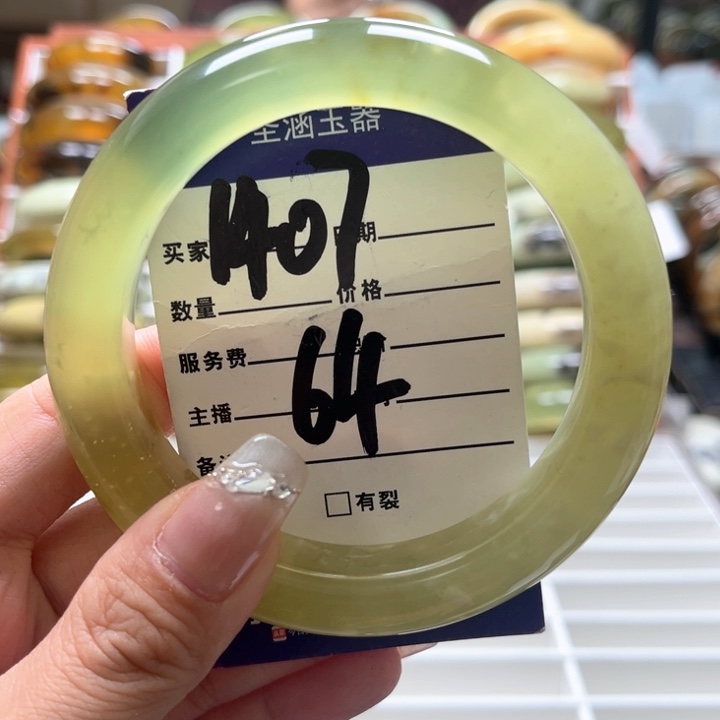 全涵玉器
买家 1407 日期
数量 价格
服务费
主播 64
备
有裂